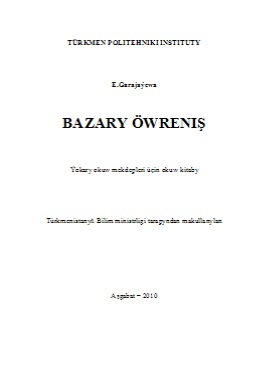 TÜRKMEN POLITEHNIKI INSTITUTY
E.Garajaýewa
BAZARY ÖWRENIŞ
Ýokary okuw mekdepleri üçin okuw kitaby
Türkmenistanyň Bilim ministrligi tarapyndan makullanylan
Aşgabat – 2010